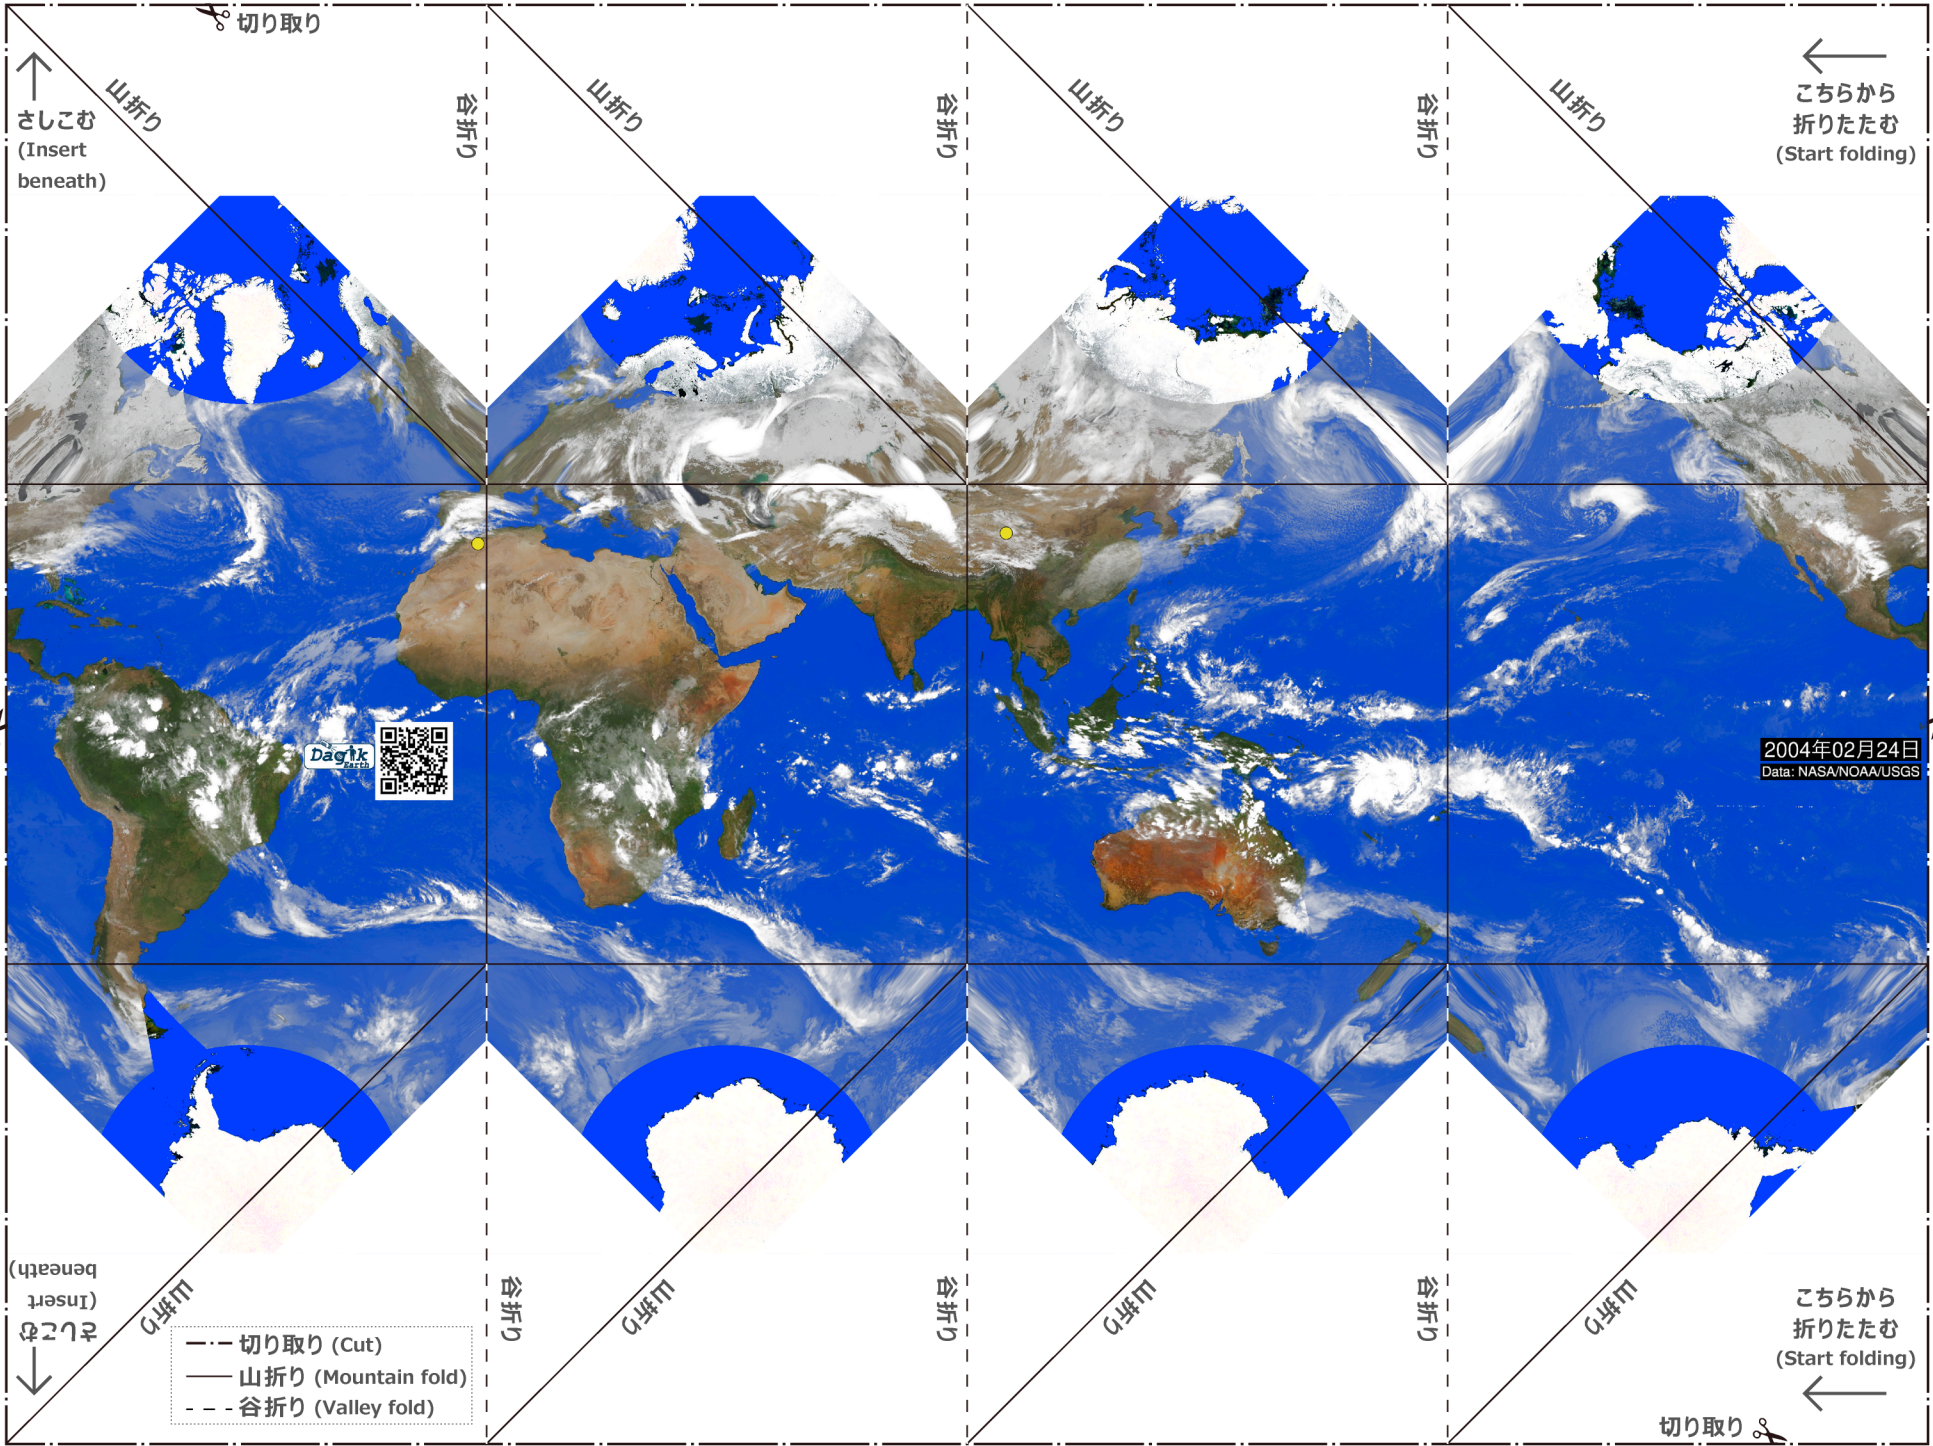 切り取り
山折り
谷折り
山折り
谷折り
山折り
谷折り
山折り
さしこむ
(Insert
beneath)
こちらから
折りたたむ
(Start folding)
Dagik
Earth
2004年02月24日
Data: NASA/NOAA/USGS
さしこむ
(Insert
beneath)
山折り
谷折り
山折り
谷折り
山折り
谷折り
山折り
こちらから
折りたたむ
(Start folding)
切り取り (Cut)
山折り (Mountain fold)
谷折り (Valley fold)
切り取り